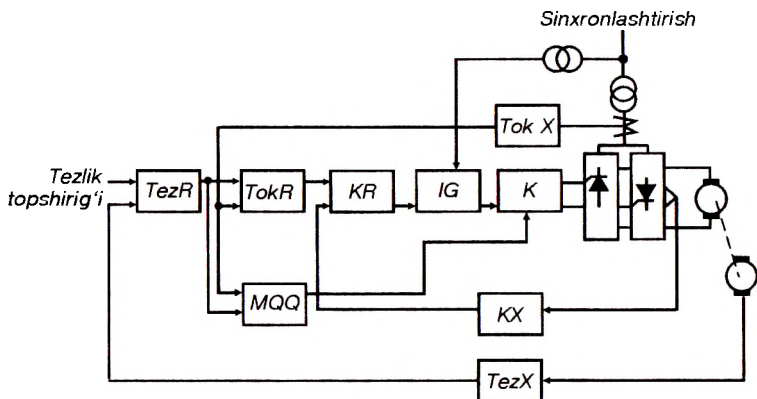 Sinxronlashtirish
Tok X
Tezlik
topshirig‘i
TezR
TokR
KR
IG
K
MQQ
KX
TezX